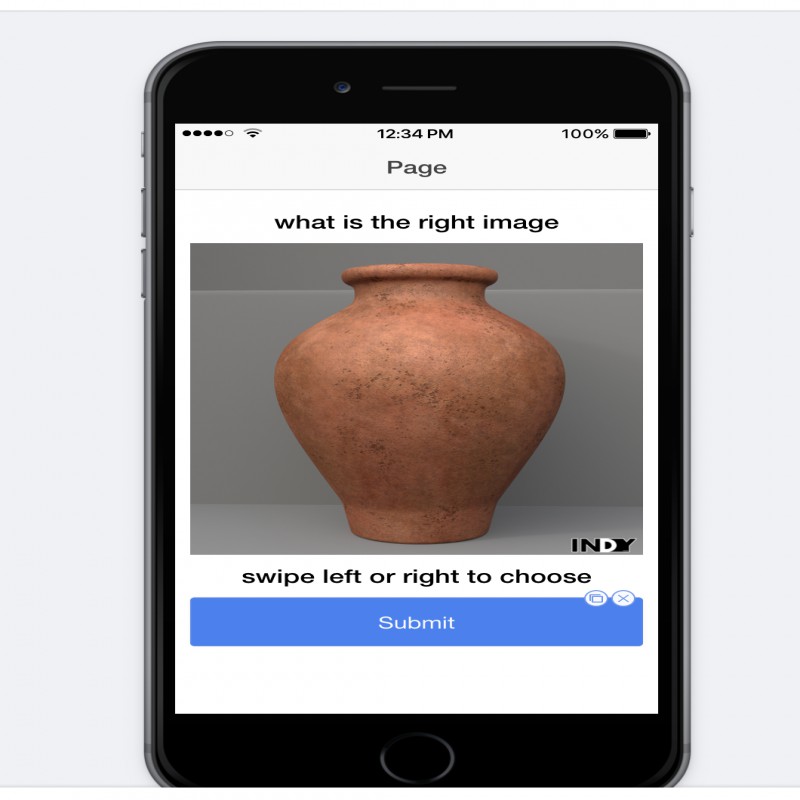 12:34 PM
100%
Page
what is the right image
INDY
swipe left or right to choose
Submit